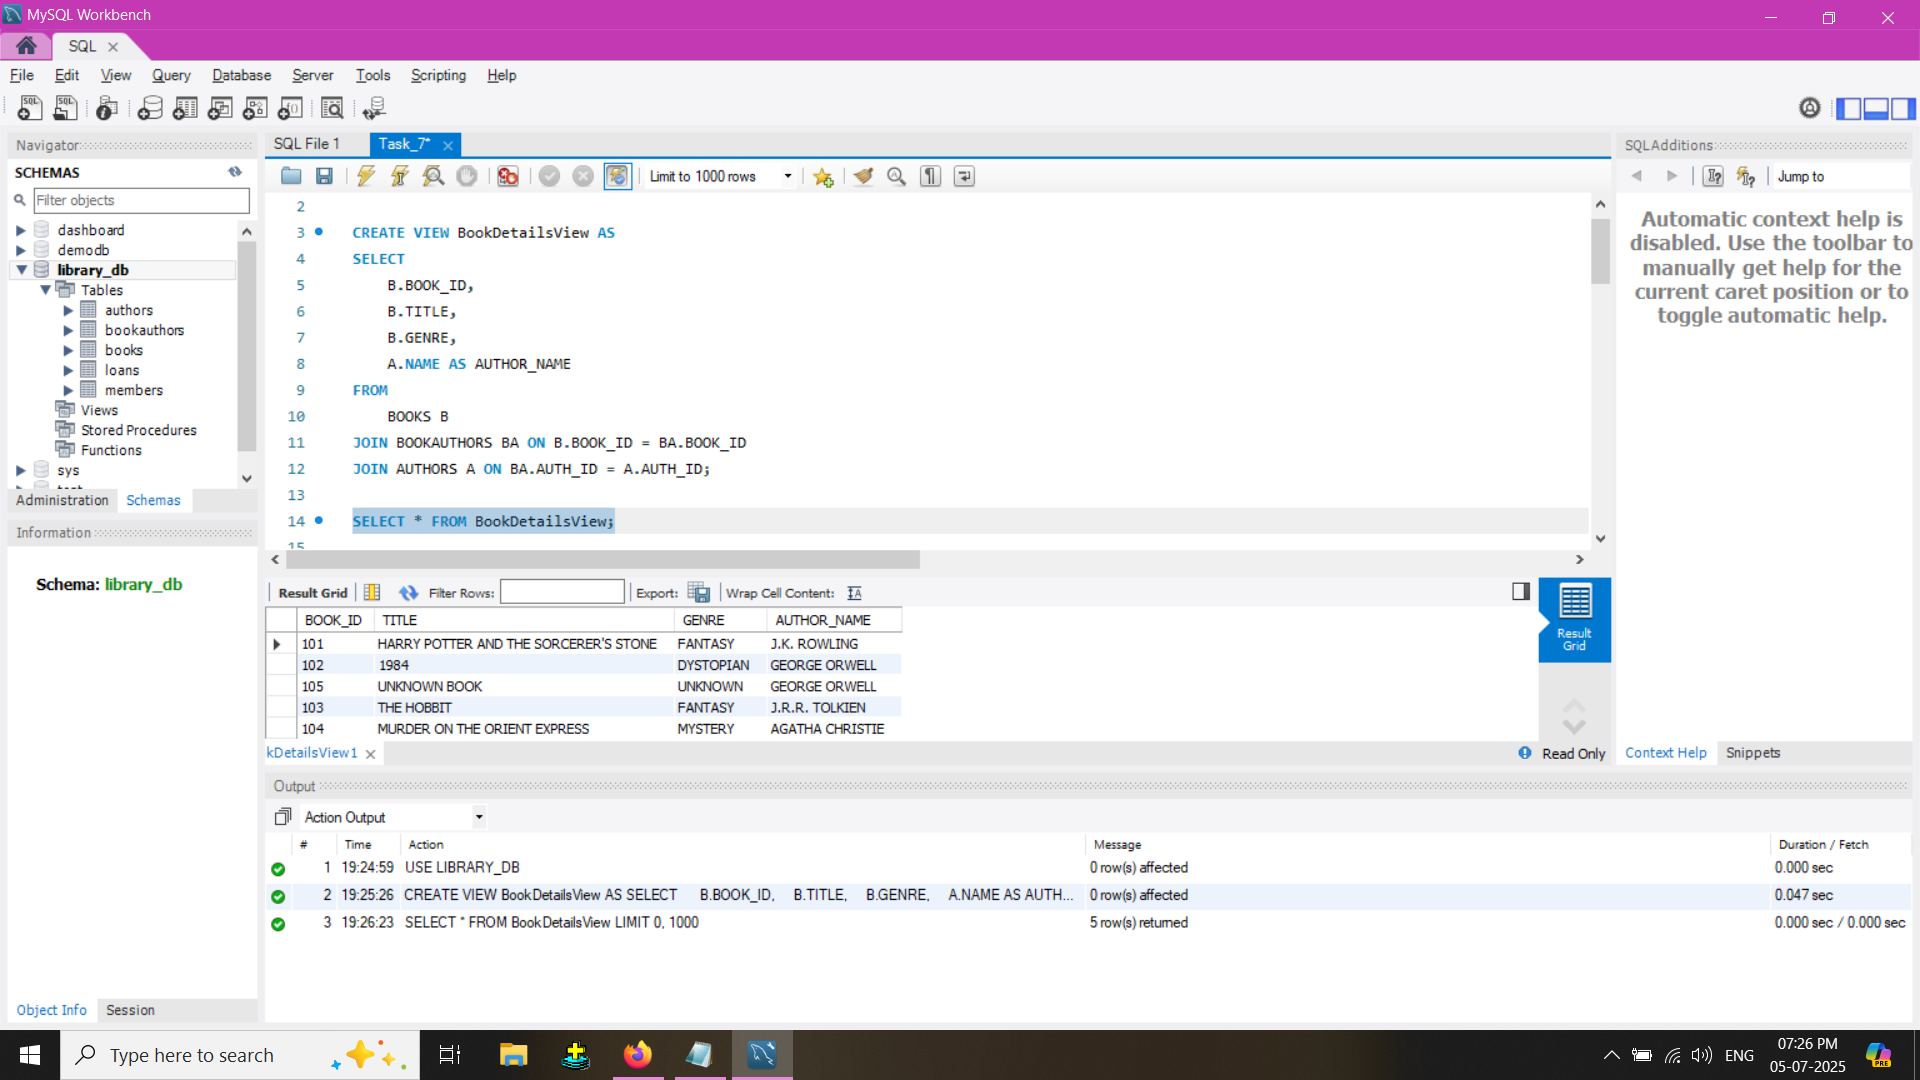 MySQL Workbench
SQL
File Edit View Query Database Server Tools Scripting Help
Navigator
SCHEMAS
Filter objects
dashboard
demodb
library_db
Tables
authors
bookauthors
books
loans
members
Views
Stored Procedures
Functions
sys
Administration Schemas
Information
Schema: library_db
Object Info Session
SQL File 1 Task_7*
Limit to 1000 rows
2
3 CREATE VIEW BookDetailsView AS
4 SELECT
5 B.BOOK_ID,
6 B.TITLE,
7 B.GENRE,
8 A.NAME AS AUTHOR_NAME
9 FROM
10 BOOKS B
11 JOIN BOOKAUTHORS BA ON B.BOOK_ID = BA.BOOK_ID
12 JOIN AUTHORS A ON BA.AUTH_ID = A.AUTH_ID;
13
14 SELECT * FROM BookDetailsView;
15
Result Grid Filter Rows: Export: Wrap Cell Content:
BOOK_ID TITLE GENRE AUTHOR_NAME
101 HARRY POTTER AND THE SORCERER'S STONE FANTASY J.K. ROWLING
102 1984 DYSTOPIAN GEORGE ORWELL
105 UNKNOWN BOOK UNKNOWN GEORGE ORWELL
103 THE HOBBIT FANTASY J.R.R. TOLKIEN
104 MURDER ON THE ORIENT EXPRESS MYSTERY AGATHA CHRISTIE
Result
Grid
kDetailsView1
Read Only
SQLAdditions
Jump to
Automatic context help is
disabled. Use the toolbar to
manually get help for the
current caret position or to
toggle automatic help.
Context Help Snippets
Output
Action Output
# Time Action Message Duration / Fetch
1 19:24:59 USE LIBRARY_DB 0 row(s) affected 0.000 sec
2 19:25:26 CREATE VIEW BookDetailsView AS SELECT B.BOOK_ID, B.TITLE, B.GENRE, A.NAME AS AUTH... 0 row(s) affected 0.047 sec
3 19:26:23 SELECT * FROM BookDetailsView LIMIT 0, 1000 5 row(s) returned 0.000 sec / 0.000 sec
Type here to search
ENG
07:26 PM
05-07-2025
PRE